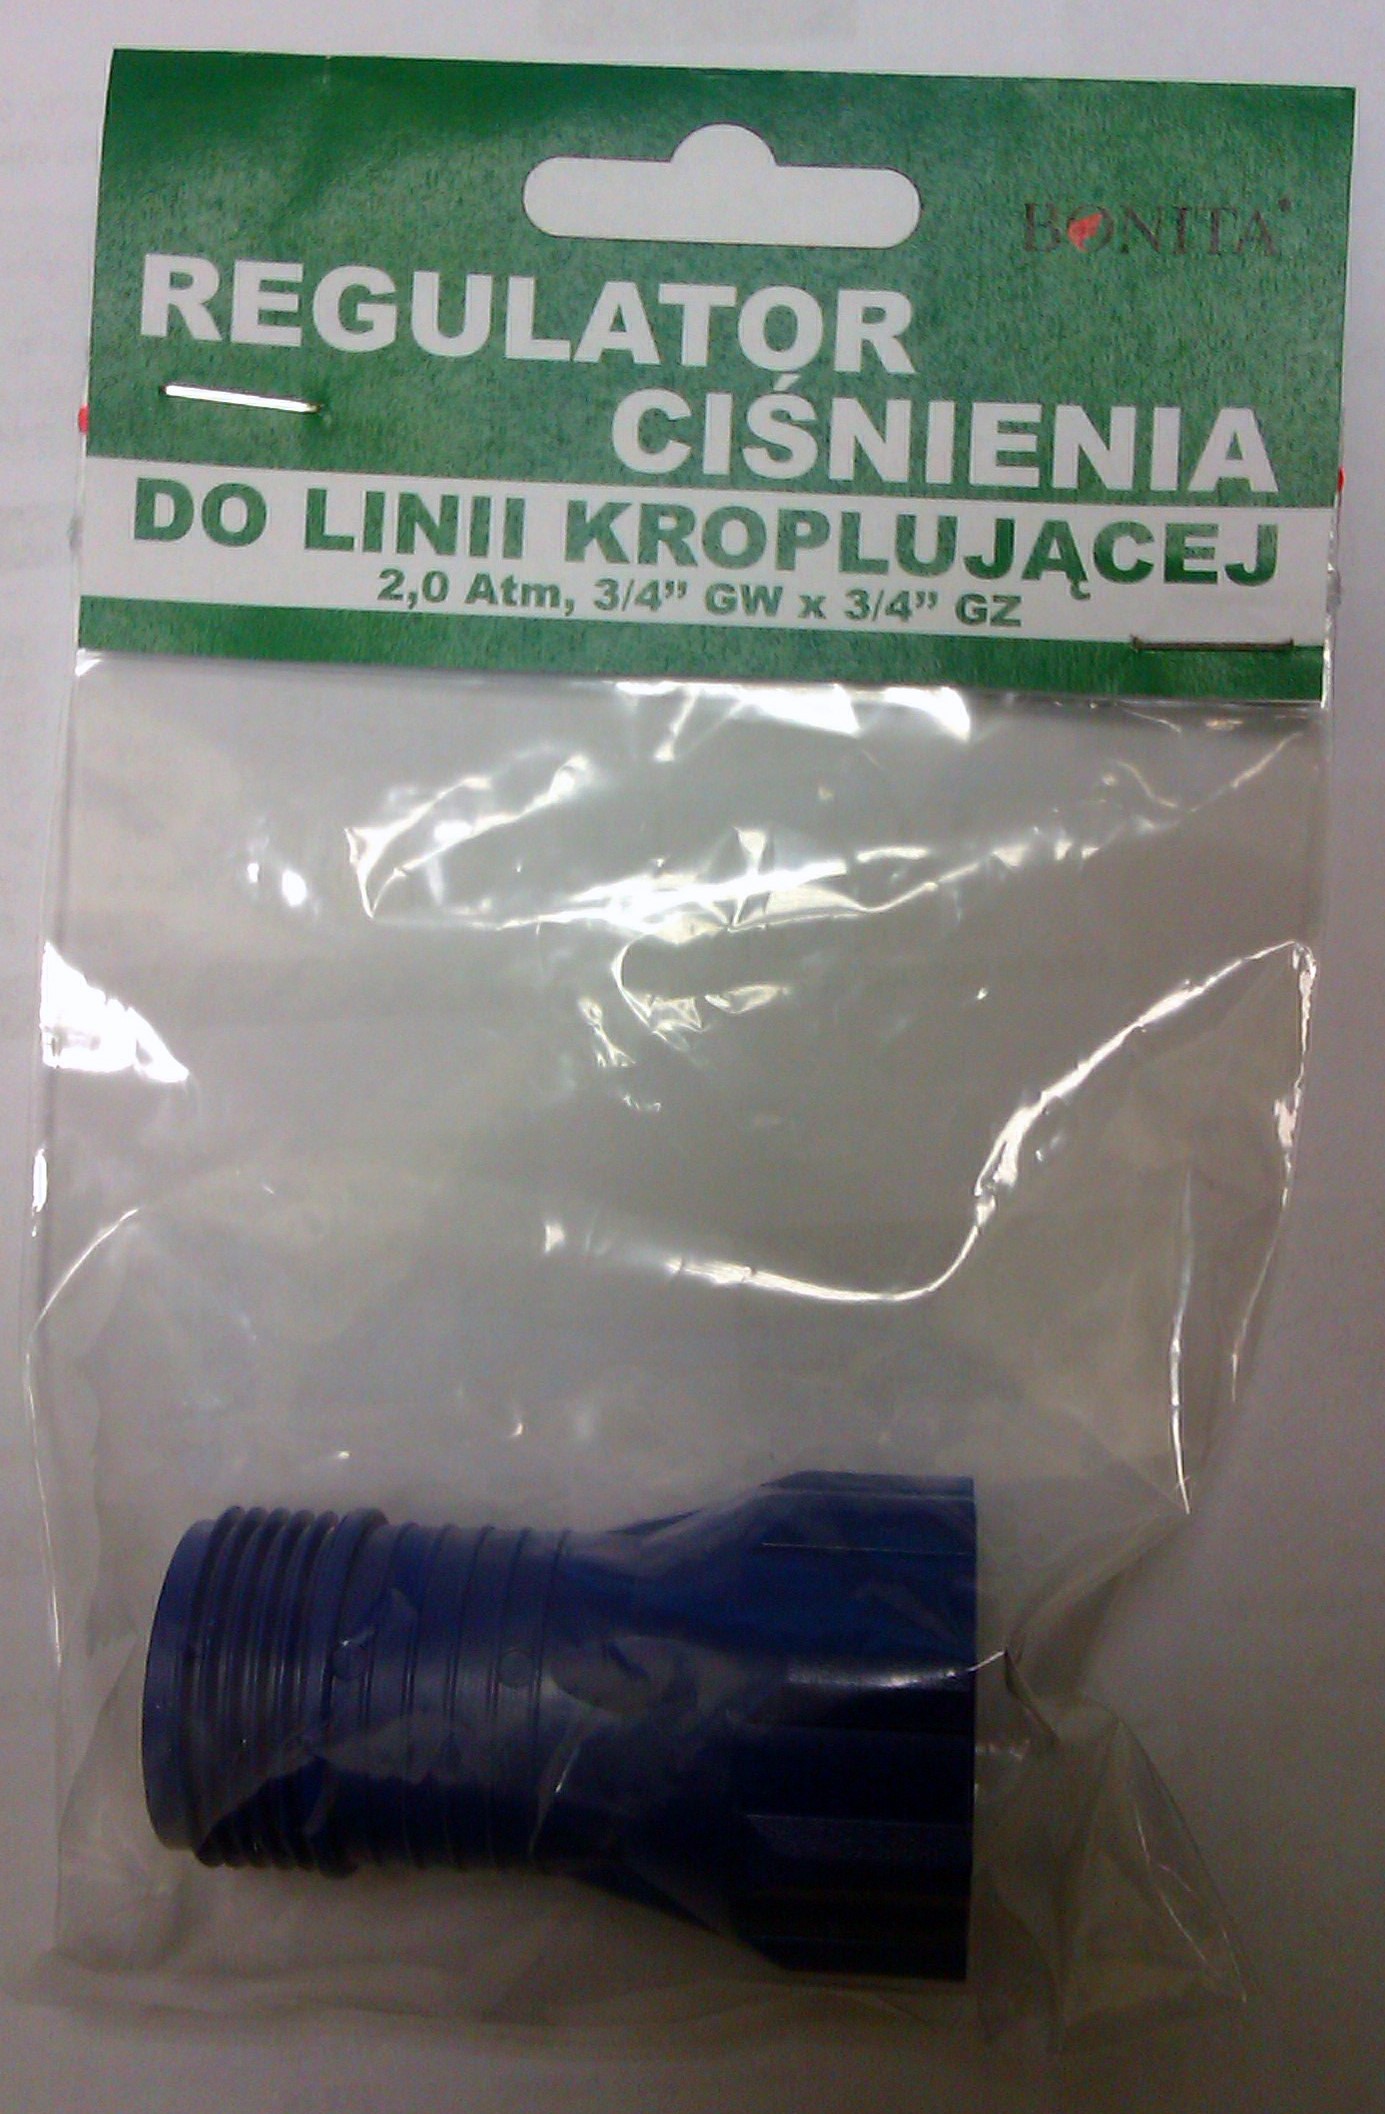 BONITA
REGULATOR
CIŚNIENIA
DO LINII KROPLUJĄCEJ
2,0 Atm, 3/4” GW x 3/4” GZ